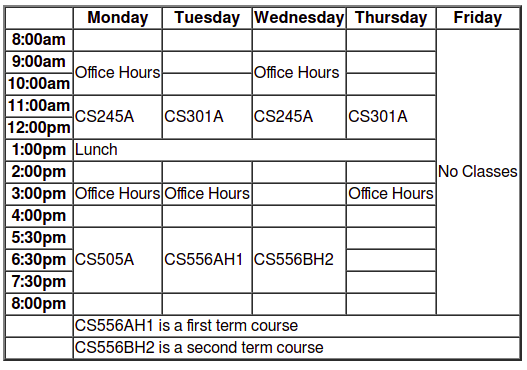 Monday Tuesday Wednesday Thursday Friday
8:00am
9:00am
Office Hours Office Hours
10:00am
11:00am
CS245A CS301A CS245A CS301A
12:00pm
1:00pm Lunch
2:00pm No Classes
3:00pm Office Hours Office Hours Office Hours
4:00pm
5:30pm
6:30pm CS505A CS556AH1 CS556BH2
7:30pm
8:00pm
CS556AH1 is a first term course
CS556BH2 is a second term course